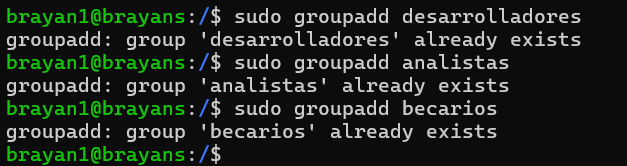 brayan1@brayans:/$ sudo groupadd desarrolladores
groupadd: group 'desarrolladores' already exists
brayan1@brayans:/$ sudo groupadd analistas
groupadd: group 'analistas' already exists
brayan1@brayans:/$ sudo groupadd becarios
groupadd: group 'becarios' already exists
brayan1@brayans:/$